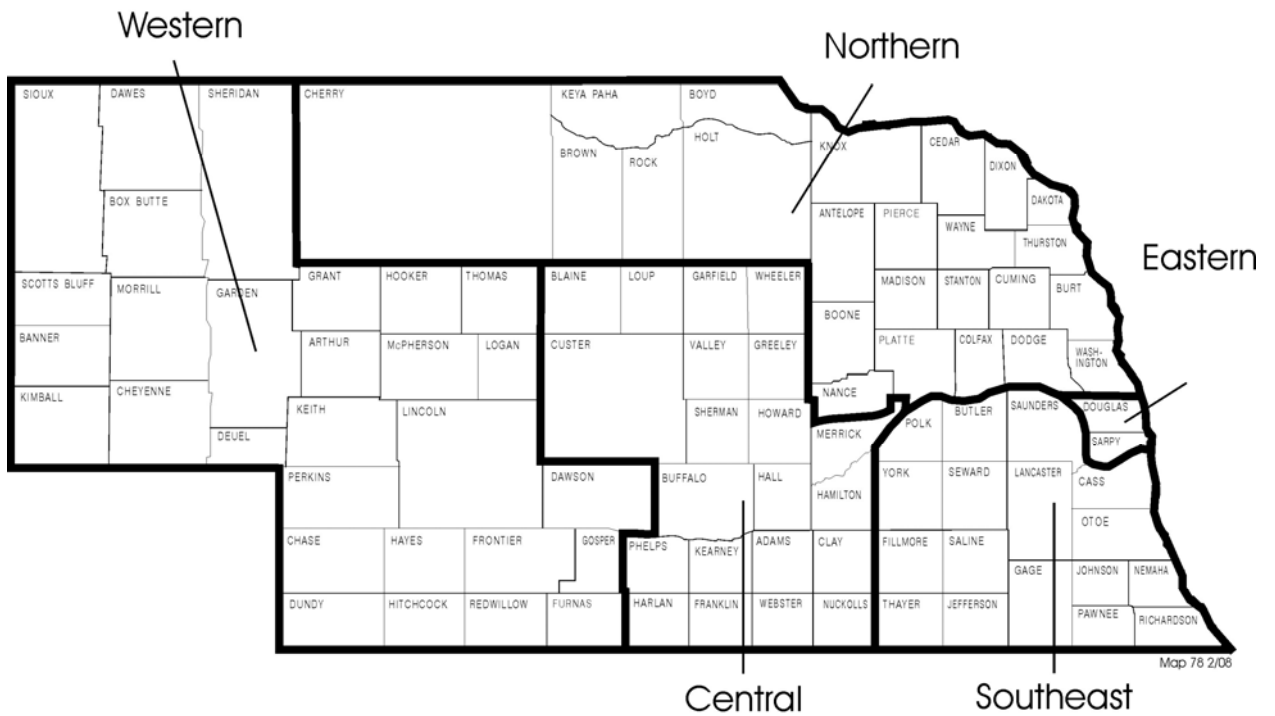 Western
Northern
SIOUX
DAWES
SHERIDAN
CHERRY
KEYA PAHA
BOYD
HOLT
BROWN
ROCK
KNOX
CEDAR
DIXON
DAKOTA
BOX BUTTE
ANTELOPE
PIERCE
WAYNE
THURSTON
Eastern
SCOTTS BLUFF
MORRILL
GARDEN
GRANT
HOOKER
THOMAS
BLAINE
LOUP
GARFIELD
WHEELER
MADISON
STANTON
CUMING
BURT
BOONE
BANNER
ARTHUR
McPHERSON
LOGAN
CUSTER
VALLEY
GREELEY
PLATTE
COLFAX
DODGE
WASH-
INGTON
KIMBALL
CHEYENNE
NANCE
KEITH
LINCOLN
SHERMAN
HOWARD
POLK
BUTLER
SAUNDERS
DOUGLAS
DEUEL
MERRICK
SARPY
PERKINS
DAWSON
BUFFALO
HALL
HAMILTON
YORK
SEWARD
LANCASTER
CASS
OTOE
CHASE
HAYES
FRONTIER
GOSPER
PHELPS
KEARNEY
ADAMS
CLAY
FILLMORE
SALINE
GAGE
JOHNSON
NEMAHA
DUNDY
HITCHCOCK
REDWILLOW
FURNAS
HARLAN
FRANKLIN
WEBSTER
NUCKOLLS
THAYER
JEFFERSON
PAWNEE
RICHARDSON
Map 78 2/08
Central
Southeast